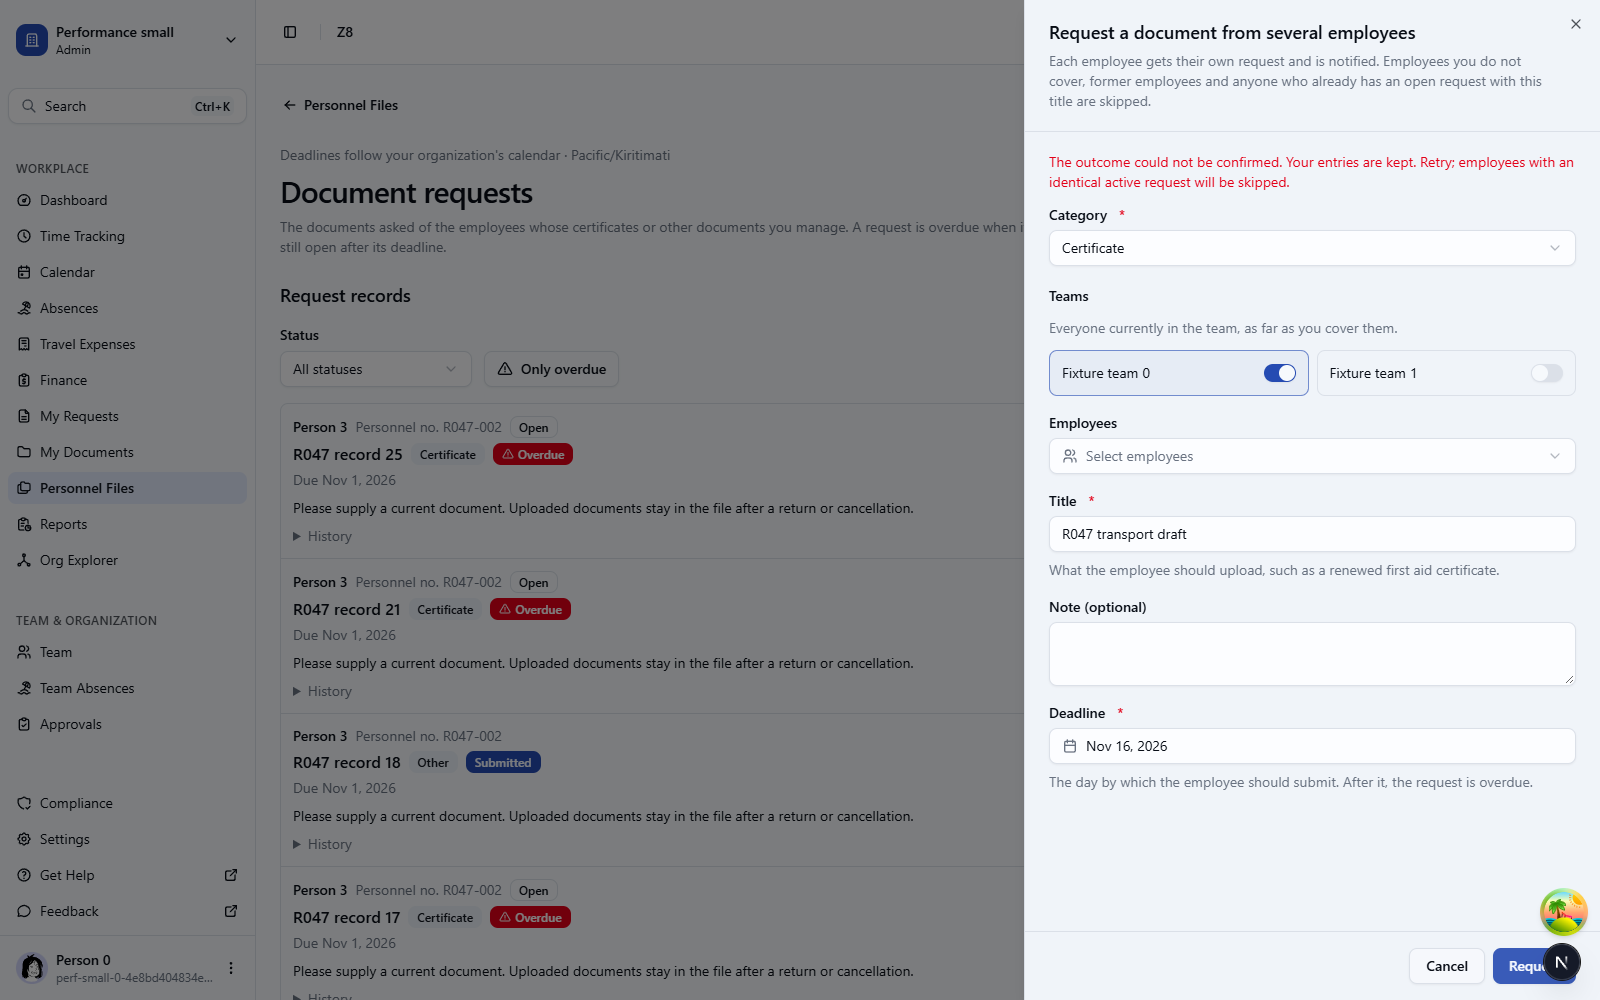 Performance small
Admin
Search
Ctrl+K
WORKPLACE
Dashboard
Time Tracking
Calendar
Absences
Travel Expenses
Finance
My Requests
My Documents
Personnel Files
Reports
Org Explorer
TEAM & ORGANIZATION
Team
Team Absences
Approvals
Compliance
Settings
Get Help
Feedback
Person 0
perf-small-0-4e8bd404834e...
Z8
Personnel Files
Deadlines follow your organization's calendar · Pacific/Kiritimati
Document requests
The documents asked of the employees whose certificates or other documents you manage. A request is overdue when i
still open after its deadline.
Request records
Status
All statuses
Only overdue
Person 3 Personnel no. R047-002 Open
R047 record 25 Certificate Overdue
Due Nov 1, 2026
Please supply a current document. Uploaded documents stay in the file after a return or cancellation.
History
Person 3 Personnel no. R047-002 Open
R047 record 21 Certificate Overdue
Due Nov 1, 2026
Please supply a current document. Uploaded documents stay in the file after a return or cancellation.
History
Person 3 Personnel no. R047-002
R047 record 18 Other Submitted
Due Nov 1, 2026
Please supply a current document. Uploaded documents stay in the file after a return or cancellation.
History
Person 3 Personnel no. R047-002 Open
R047 record 17 Certificate Overdue
Due Nov 1, 2026
Please supply a current document. Uploaded documents stay in the file after a return or cancellation.
History
Request a document from several employees
Each employee gets their own request and is notified. Employees you do not
cover, former employees and anyone who already has an open request with this
title are skipped.
The outcome could not be confirmed. Your entries are kept. Retry; employees with an
identical active request will be skipped.
Category *
Certificate
Teams
Everyone currently in the team, as far as you cover them.
Fixture team 0
Fixture team 1
Employees
Select employees
Title *
R047 transport draft
What the employee should upload, such as a renewed first aid certificate.
Note (optional)
Deadline *
Nov 16, 2026
The day by which the employee should submit. After it, the request is overdue.
Cancel
Requ
N